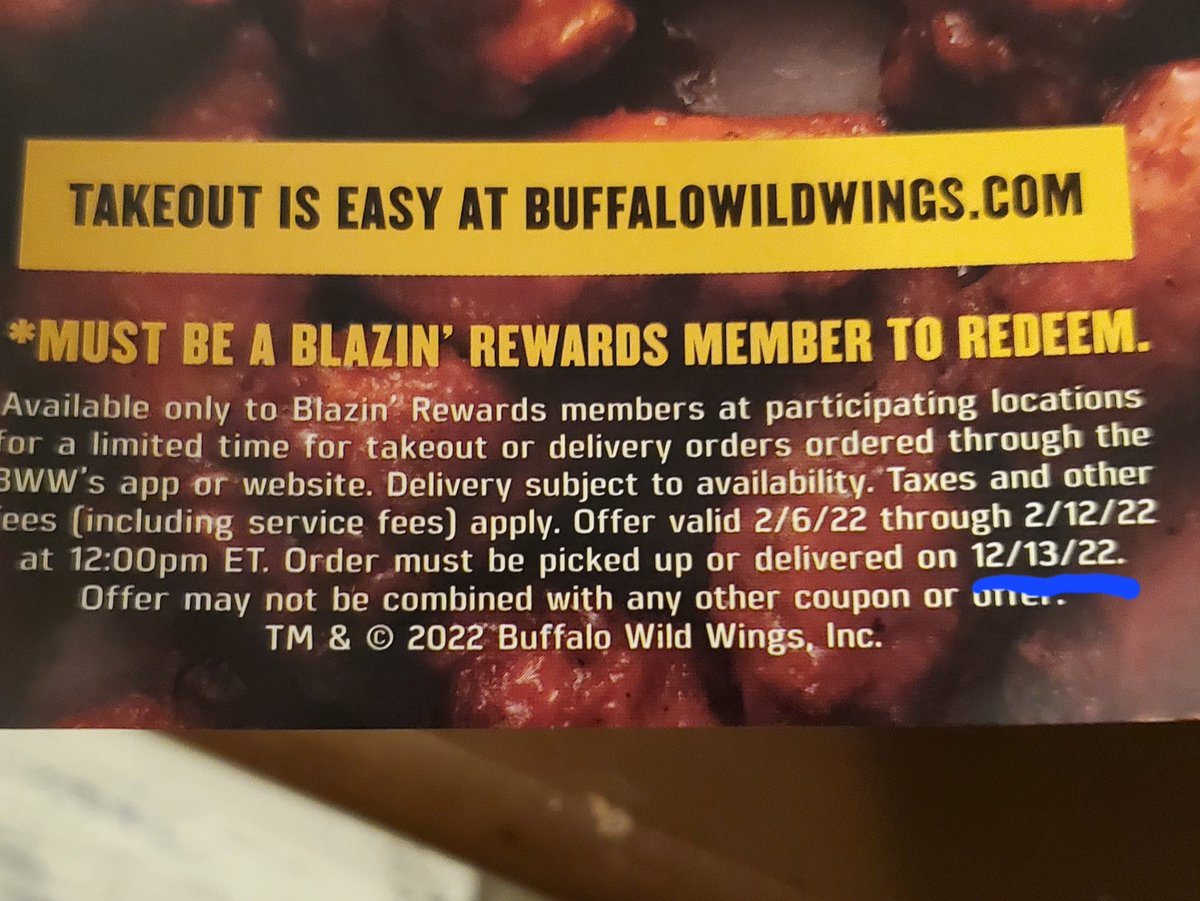 TAKEOUT IS EASY AT BUFFALOWILDWINGS.COM
*MUST BE A BLAZIN' REWARDS MEMBER TO REDEEM.
Available only to Blazin' Rewards members at participating locations
for a limited time for takeout or delivery orders ordered through the
BWW's app or website. Delivery subject to availability. Taxes and other
fees (including service fees) apply. Offer valid 2/6/22 through 2/12/22
at 12:00pm ET. Order must be picked up or delivered on 12/13/22.
Offer may not be combined with any other coupon or offer.
TM & © 2022 Buffalo Wild Wings, Inc.